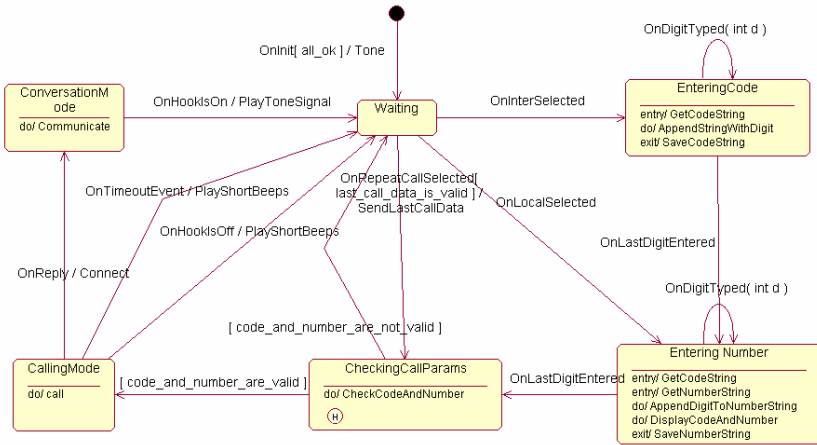 OnDigitTyped( int d )
OnInit[ all_ok ] / Tone
ConversationM
ode
do/ Communicate
OnHookIsOn / PlayToneSignal
Waiting
OnInterSelected
EnteringCode
entry/ GetCodeString
do/ AppendStringWithDigit
exit/ SaveCodeString
OnRepeatCallSelected[
last_call_data_is_valid ] /
SendLastCallData
OnTimeoutEvent / PlayShortBeeps
OnLocalSelected
OnHookIsOff / PlayShortBeeps
OnLastDigitEntered
OnReply / Connect
OnDigitTyped( int d )
[ code_and_number_are_not_valid ]
CallingMode
do/ call
[ code_and_number_are_valid ]
CheckingCallParams
do/ CheckCodeAndNumber
H
OnLastDigitEntered
Entering Number
entry/ GetCodeString
entry/ GetNumberString
do/ AppendDigitToNumberString
do/ DisplayCodeAndNumber
exit/ SaveNumberString